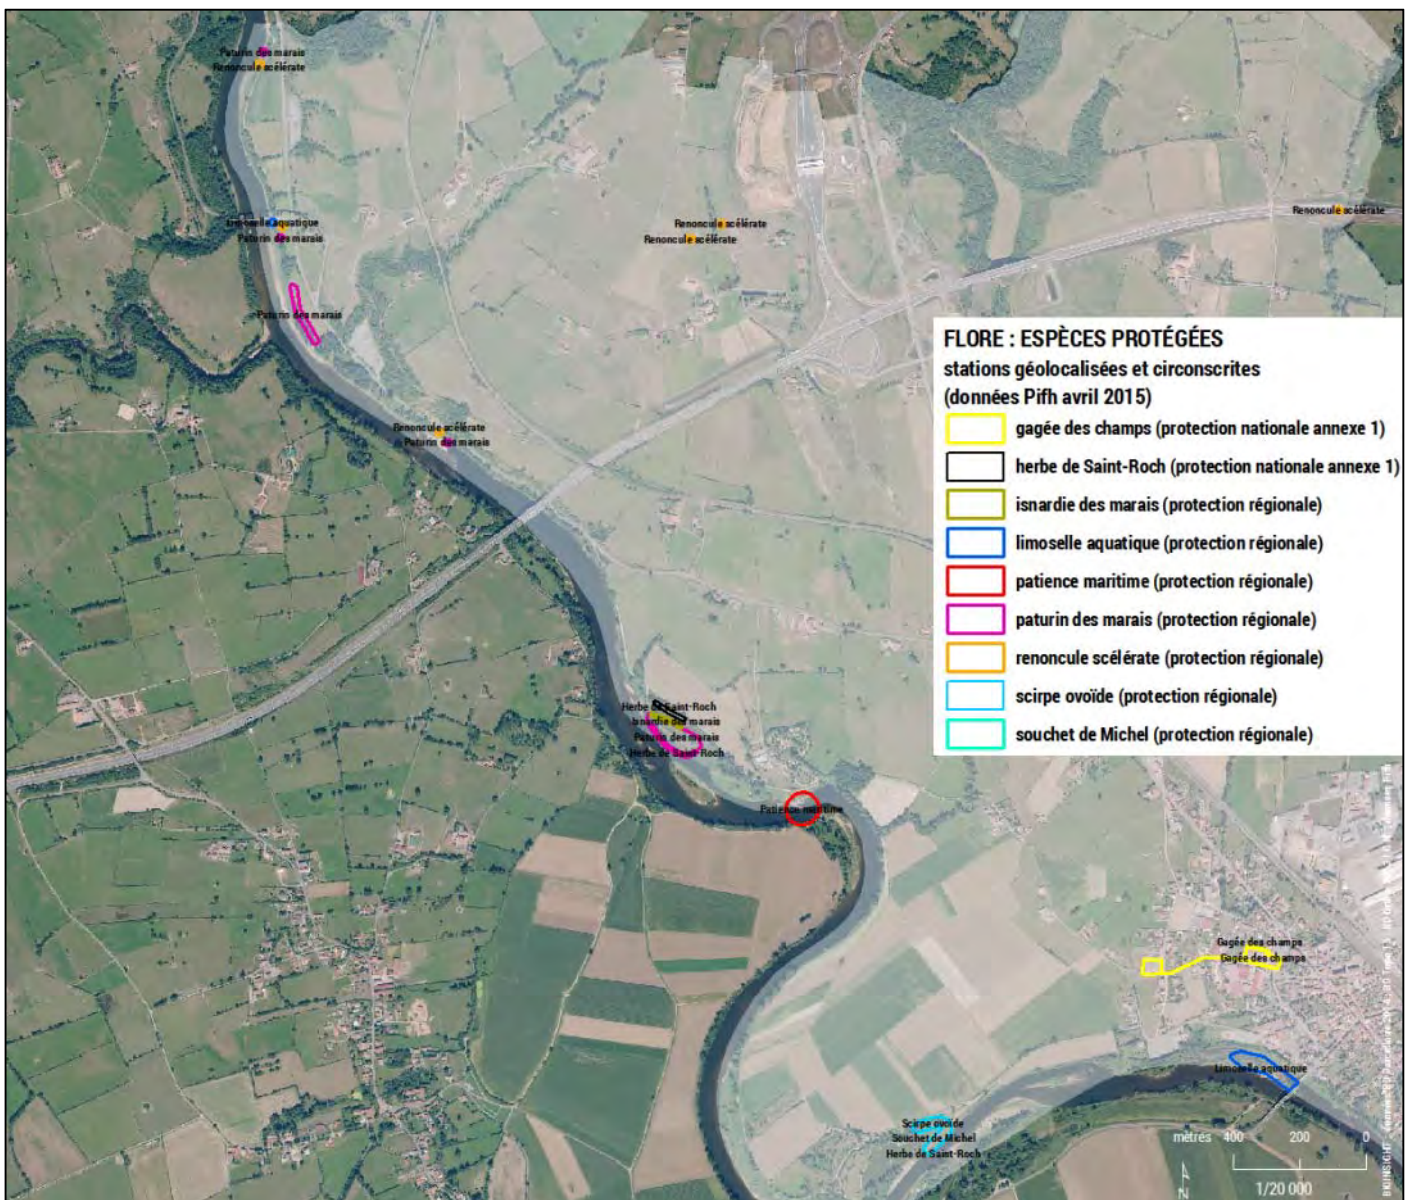 Paturin des marais
Renoncule scélérate
Limoselle aquatique
Paturin des marais
Renoncule scélérate
Renoncule scélérate
Renoncule scélérate
Paturin des marais
Renoncule scélérate
Paturin des marais
FLORE : ESPÈCES PROTÉGÉES
stations géolocalisées et circonscrites
(données Pifh avril 2015)
gagée des champs (protection nationale annexe 1)
herbe de Saint-Roch (protection nationale annexe 1)
isnardie des marais (protection régionale)
limoselle aquatique (protection régionale)
patience maritime (protection régionale)
paturin des marais (protection régionale)
renoncule scélérate (protection régionale)
scirpe ovoïde (protection régionale)
souchet de Michel (protection régionale)
Herbe de Saint-Roch
Isnardie des marais
Paturin des marais
Herbe de Saint-Roch
Patience maritime
Gagée des champs
Gagée des champs
Limoselle aquatique
Scirpe ovoïde
Souchet de Michel
Herbe de Saint-Roch
mètres 400 200 0
N
1/20 000